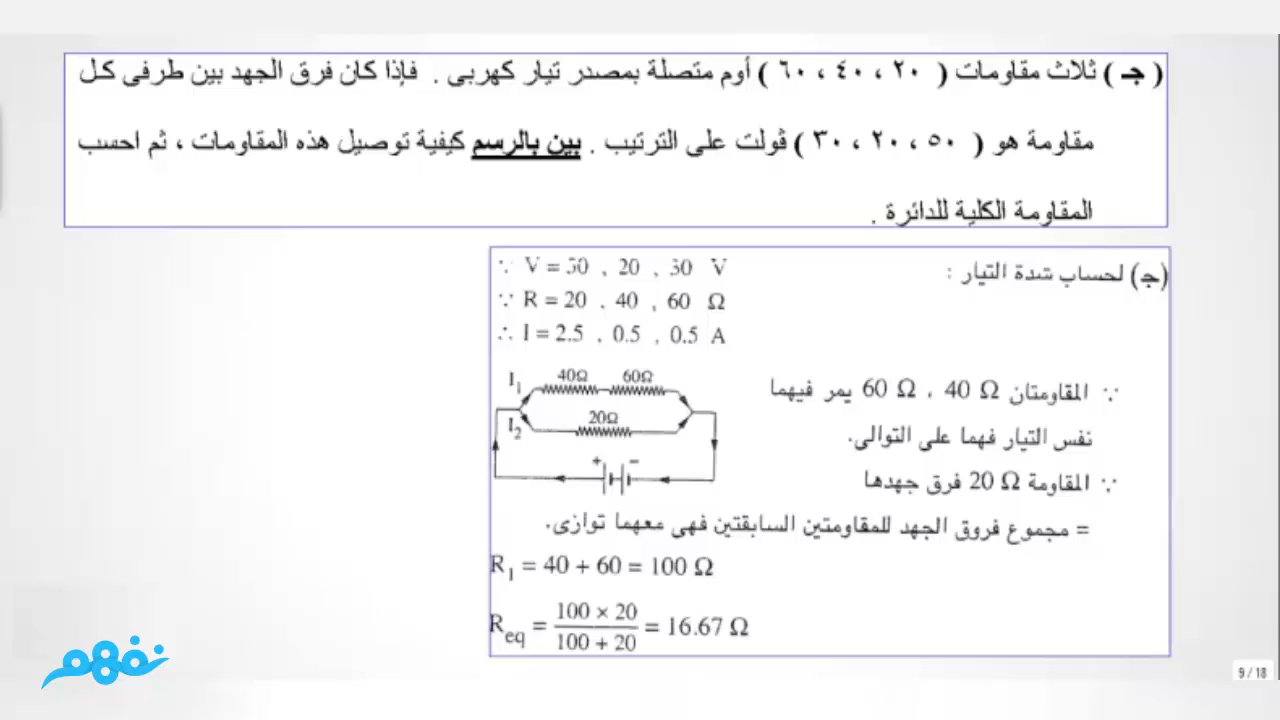 ( جـ ) ثلاث مقاومات ( ٢٠ ، ٤٠ ، ٦٠ ) أوم متصلة بمصدر تيار كهربى . فإذا كان فرق الجهد بين طرفى كل
مقاومة هو ( ٥٠ ، ٢٠ ، ٣٠ ) ڤولت على الترتيب . بين بالرسم كيفية توصيل هذه المقاومات ، ثم احسب
المقاومة الكلية للدائرة .
(جـ) لحساب شدة التيار :
∵ V = 50 , 20 , 30 V
∵ R = 20 , 40 , 60 Ω
∴ I = 2.5 , 0.5 , 0.5 A
I₁ 40Ω 60Ω
I₂ 20Ω
+ −
∵ المقاومتان 40 Ω ، 60 Ω يمر فيهما
نفس التيار فهما على التوالى.
∵ المقاومة 20 Ω فرق جهدها
= مجموع فروق الجهد للمقاومتين السابقتين فهى معهما توازى.
R₁ = 40 + 60 = 100 Ω
R_eq = (100 × 20) / (100 + 20) = 16.67 Ω
نفهم
9 / 18